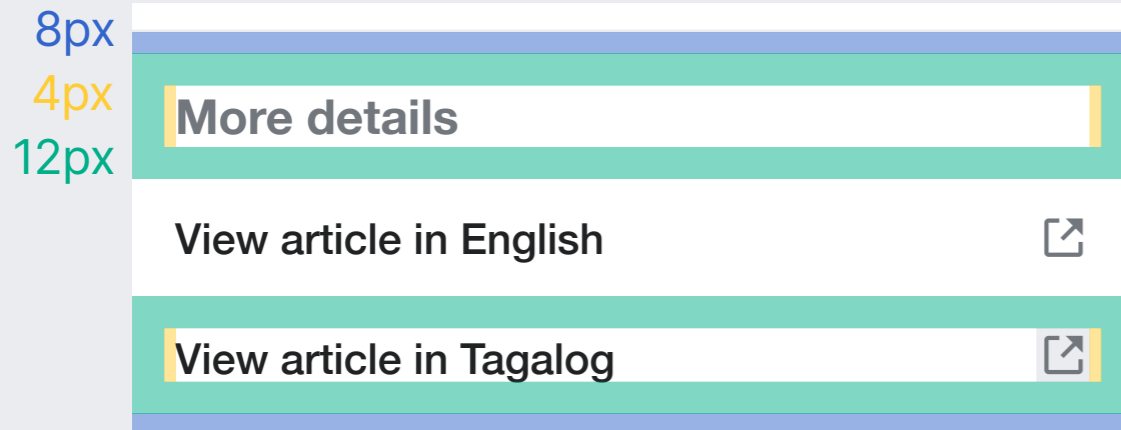 8px
4px
12px
More details
View article in English
View article in Tagalog